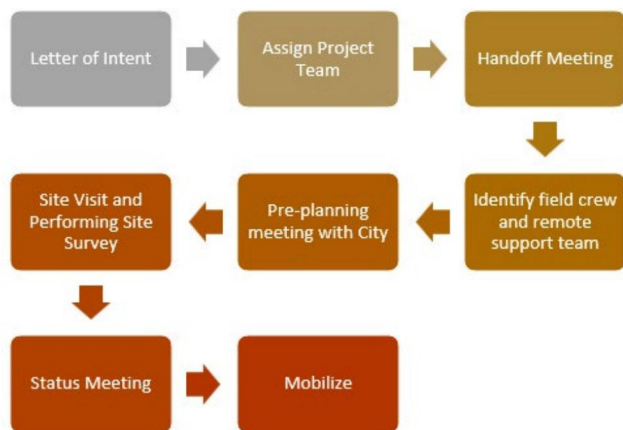 Letter of Intent
Assign Project
Team
Handoff Meeting
Identify field crew
and remote
support team
Pre-planning
meeting with City
Site Visit and
Performing Site
Survey
Status Meeting
Mobilize